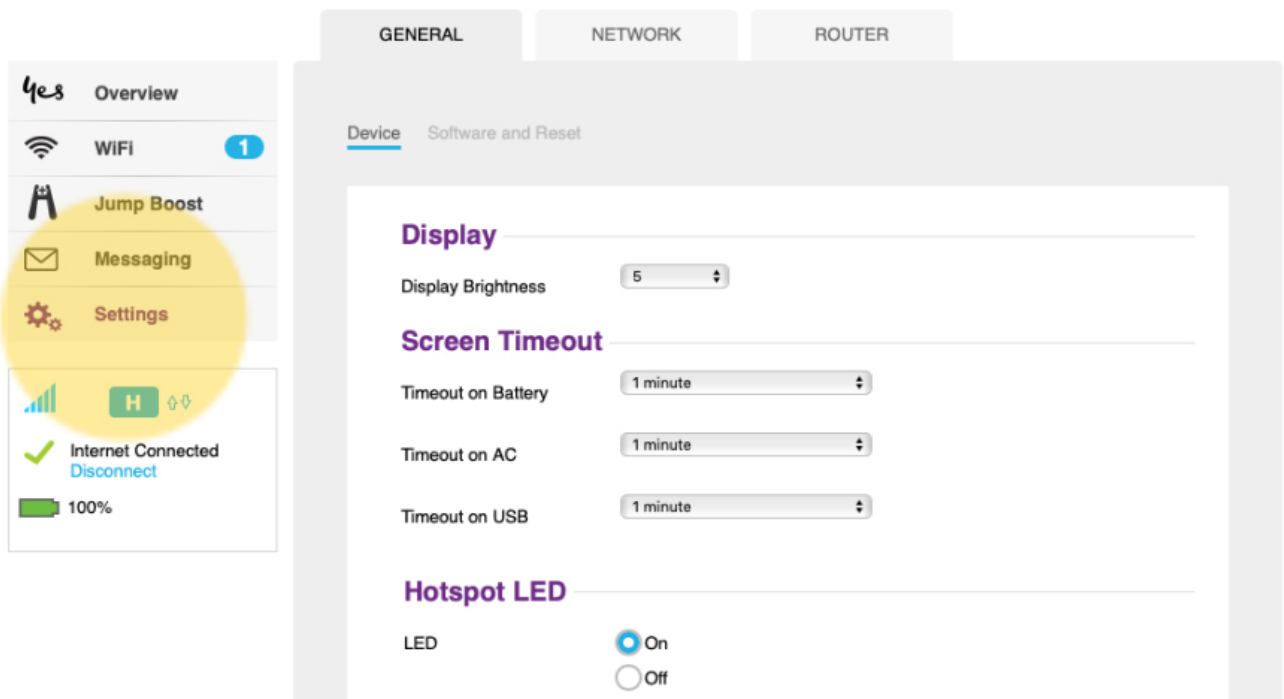 GENERAL NETWORK ROUTER
yes Overview
WiFi 1
Jump Boost
Messaging
Settings
H
Internet Connected
Disconnect
100%
Device Software and Reset
Display
Display Brightness 5
Screen Timeout
Timeout on Battery 1 minute
Timeout on AC 1 minute
Timeout on USB 1 minute
Hotspot LED
LED On
Off